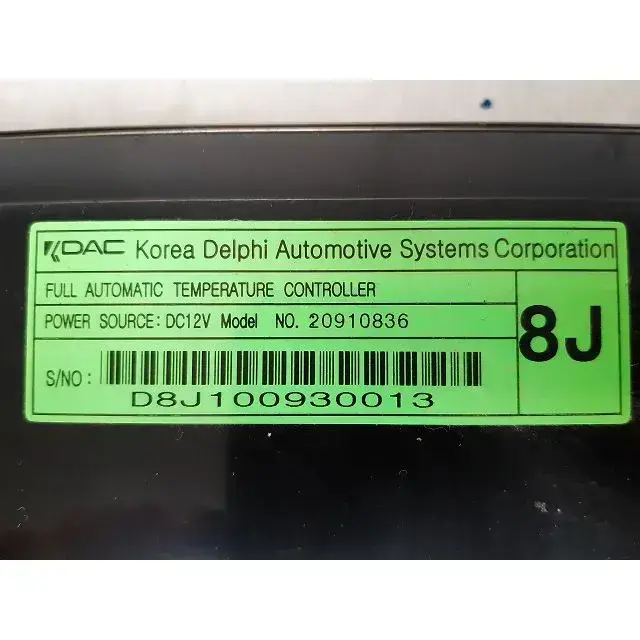 KDAC Korea Delphi Automotive Systems Corporation
FULL AUTOMATIC TEMPERATURE CONTROLLER
POWER SOURCE: DC12V Model NO. 20910836
8J
S/NO :
D8J100930013